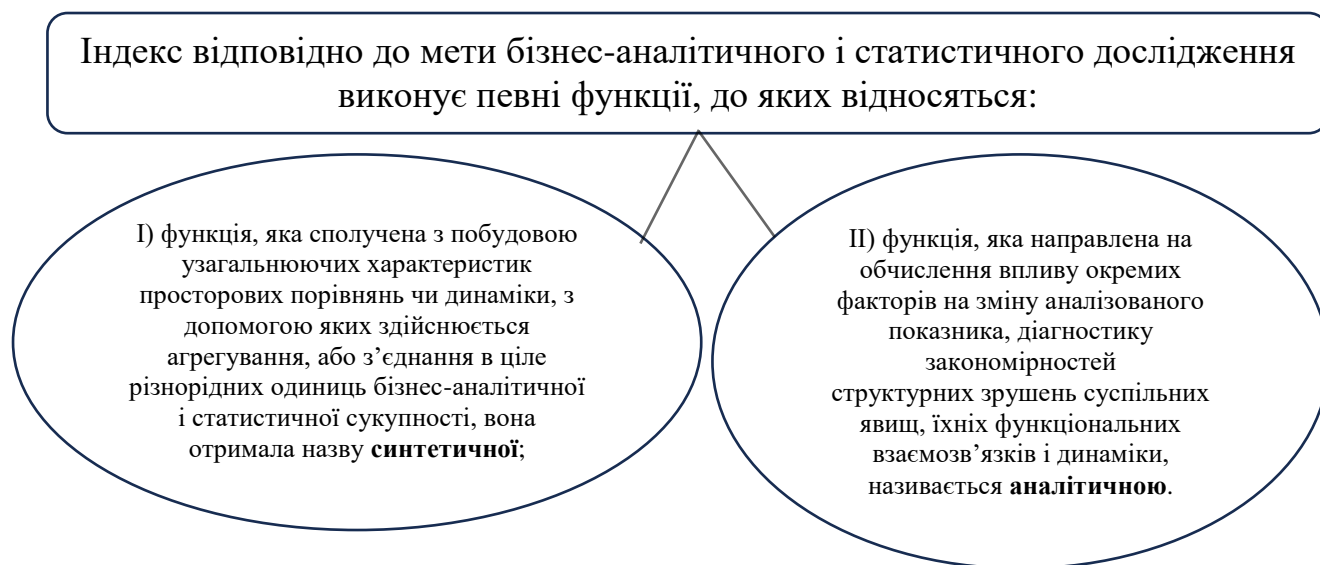 Індекс відповідно до мети бізнес-аналітичного і статистичного дослідження
виконує певні функції, до яких відносяться:
І) функція, яка сполучена з побудовою
узагальнюючих характеристик
просторових порівнянь чи динаміки, з
допомогою яких здійснюється
агрегування, або з’єднання в ціле
різнорідних одиниць бізнес-аналітичної
і статистичної сукупності, вона
отримала назву синтетичної;
ІІ) функція, яка направлена на
обчислення впливу окремих
факторів на зміну аналізованого
показника, діагностику
закономірностей
структурних зрушень суспільних
явищ, їхніх функціональних
взаємозв’язків і динаміки,
називається аналітичною.